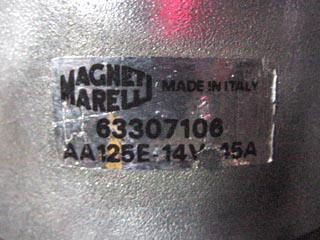 MAGNETI
MARELLI MADE IN ITALY
63307106
AA125E-14V-45A